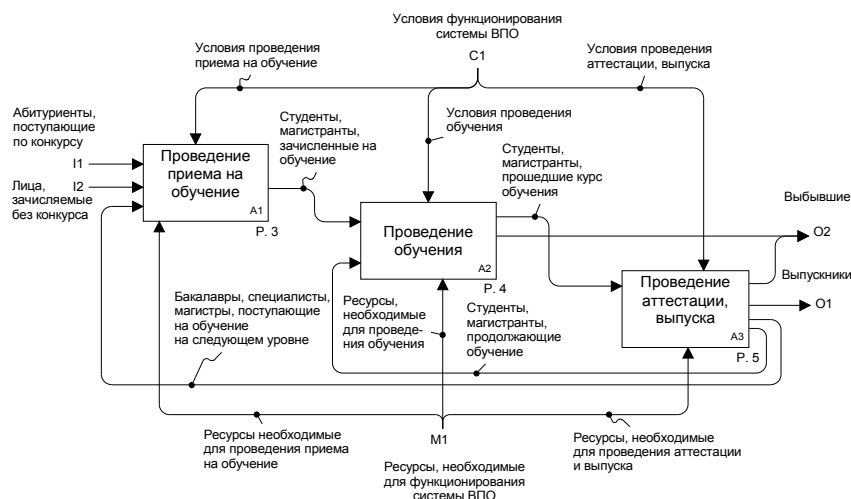 Условия функционирования
системы ВПО
C1
Условия проведения
приема на обучение
Условия проведения
аттестации, выпуска
Абитуриенты,
поступающие
по конкурсу
I1
Лица,
зачисляемые
без конкурса
I2
Проведение
приема на
обучение
A1
P. 3
Студенты,
магистранты,
зачисленные на
обучение
Условия проведения
обучения
Студенты,
магистранты,
прошедшие курс
обучения
Проведение
обучения
A2
P. 4
Выбывшие
O2
Проведение
аттестации,
выпуска
A3
P. 5
Выпускники
O1
Бакалавры, специалисты,
магистры, поступающие
на обучение
на следующем уровне
Ресурсы,
необходимые
для проведе-
ния обучения
Студенты,
магистранты,
продолжающие
обучение
Ресурсы необходимые
для проведения приема
на обучение
M1
Ресурсы, необходимые
для функционирования
системы ВПО
Ресурсы, необходимые
для проведения аттестации
и выпуска